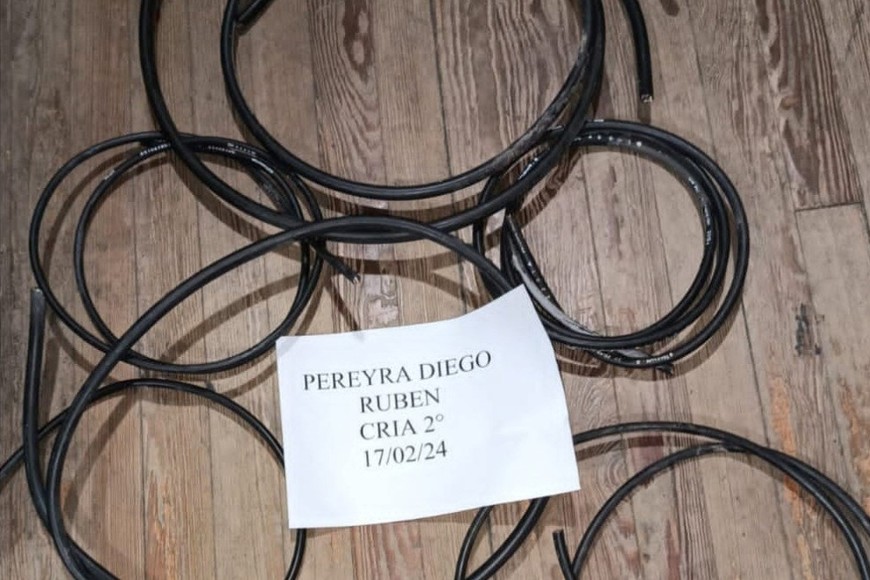 PEREYRA DIEGO
RUBEN
CRIA 2°
17/02/24